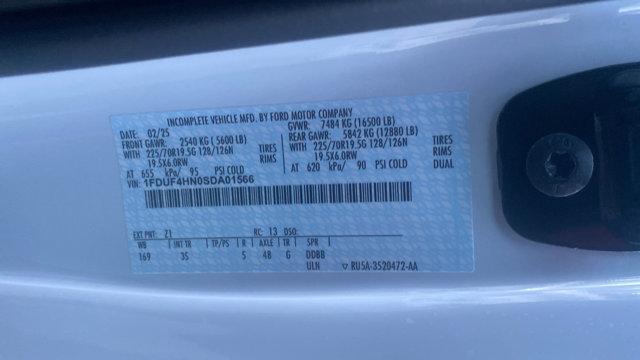 INCOMPLETE VEHICLE MFD. BY FORD MOTOR COMPANY
DATE: 02/25 GVWR: 7484 KG (16500 LB)
FRONT GAWR: 2540 KG ( 5600 LB) REAR GAWR: 5842 KG (12880 LB)
WITH 225/70R19.5G 128/126N TIRES WITH 225/70R19.5G 128/126N TIRES
19.5X6.0RW RIMS 19.5X6.0RW RIMS
AT 655 kPa/ 95 PSI COLD AT 620 kPa/ 90 PSI COLD DUAL
VIN: 1FDUF4HN0SDA01566
EXT PNT: Z1 RC: 13 DSO:
WB INT TR TP/PS R AXLE TR SPR
169 3S 5 4B G DDBB
ULN ▽ RU5A-3520472-AA